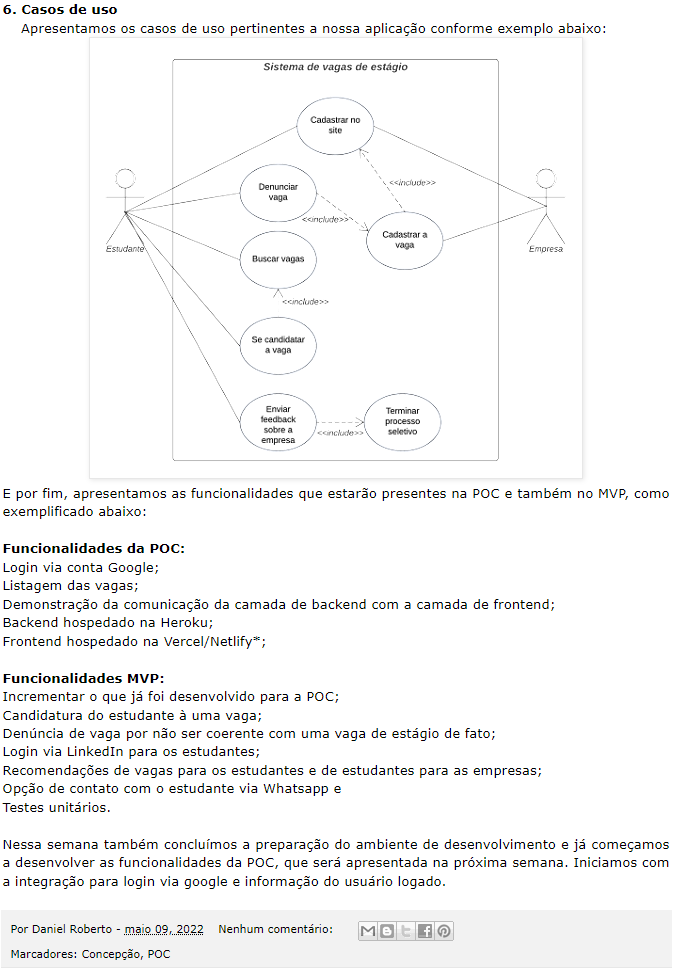 6. Casos de uso
Apresentamos os casos de uso pertinentes a nossa aplicação conforme exemplo abaixo:
Sistema de vagas de estágio
Cadastrar no
site
<<include>>
Denunciar
vaga
<<include>>
Cadastrar a
vaga
Estudante
Empresa
Buscar vagas
<<include>>
Se candidatar
a vaga
Enviar
feedback
sobre a
empresa
<<include>>
Terminar
processo
seletivo
E por fim, apresentamos as funcionalidades que estarão presentes na POC e também no MVP, como
exemplificado abaixo:
Funcionalidades da POC:
Login via conta Google;
Listagem das vagas;
Demonstração da comunicação da camada de backend com a camada de frontend;
Backend hospedado na Heroku;
Frontend hospedado na Vercel/Netlify*;
Funcionalidades MVP:
Incrementar o que já foi desenvolvido para a POC;
Candidatura do estudante à uma vaga;
Denúncia de vaga por não ser coerente com uma vaga de estágio de fato;
Login via LinkedIn para os estudantes;
Recomendações de vagas para os estudantes e de estudantes para as empresas;
Opção de contato com o estudante via Whatsapp e
Testes unitários.
Nessa semana também concluímos a preparação do ambiente de desenvolvimento e já começamos
a desenvolver as funcionalidades da POC, que será apresentada na próxima semana. Iniciamos com
a integração para login via google e informação do usuário logado.
Por Daniel Roberto - maio 09, 2022 Nenhum comentário:
Marcadores: Concepção, POC